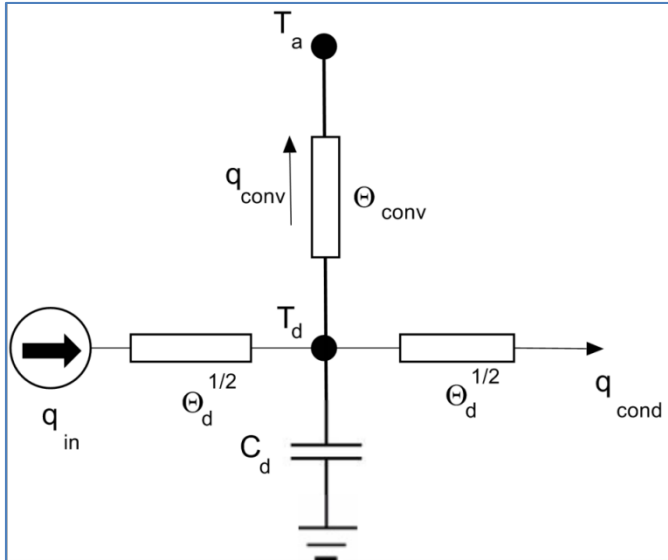 T_a
q_conv
Θ_conv
T_d
Θ_d^1/2
Θ_d^1/2
q_in
q_cond
C_d